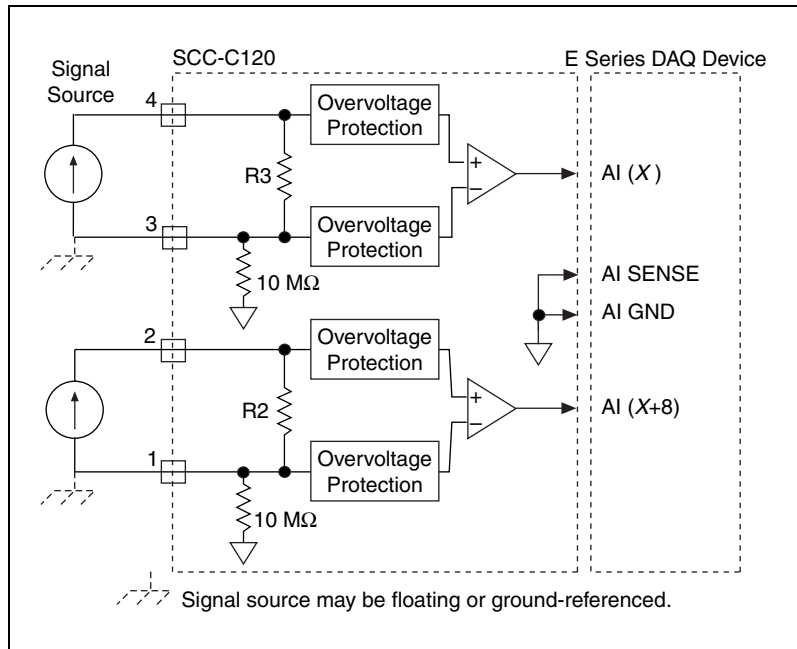 SCC-C120
E Series DAQ Device
Signal
Source
4
Overvoltage
Protection
+
−
R3
AI (X)
3
Overvoltage
Protection
10 MΩ
AI SENSE
AI GND
2
Overvoltage
Protection
+
−
R2
AI (X+8)
1
Overvoltage
Protection
10 MΩ
Signal source may be floating or ground-referenced.